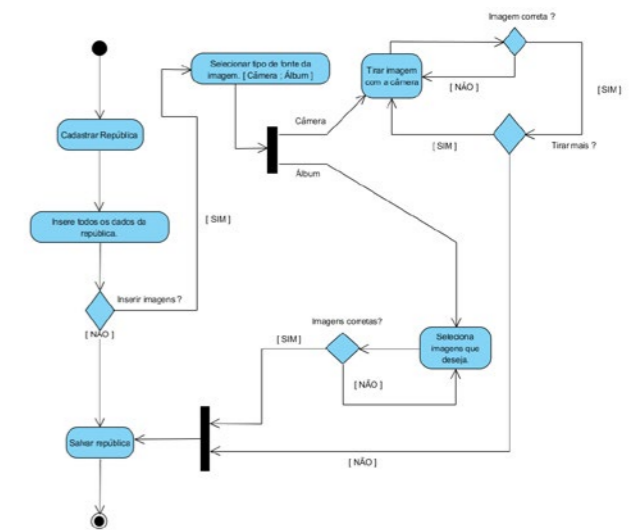 Imagem correta ?
Selecionar tipo de fonte da
imagem. [ Câmera ; Álbum ]
Tirar imagem
com a câmera
[ NÃO ]
[ SIM ]
Câmera
Cadastrar República
[ SIM ]
Tirar mais ?
Álbum
Insere todos os dados da
república.
[ SIM ]
Inserir imagens ?
[ NÃO ]
Imagens corretas?
[ SIM ]
Seleciona
imagens que
deseja.
[ NÃO ]
Salvar república
[ NÃO ]